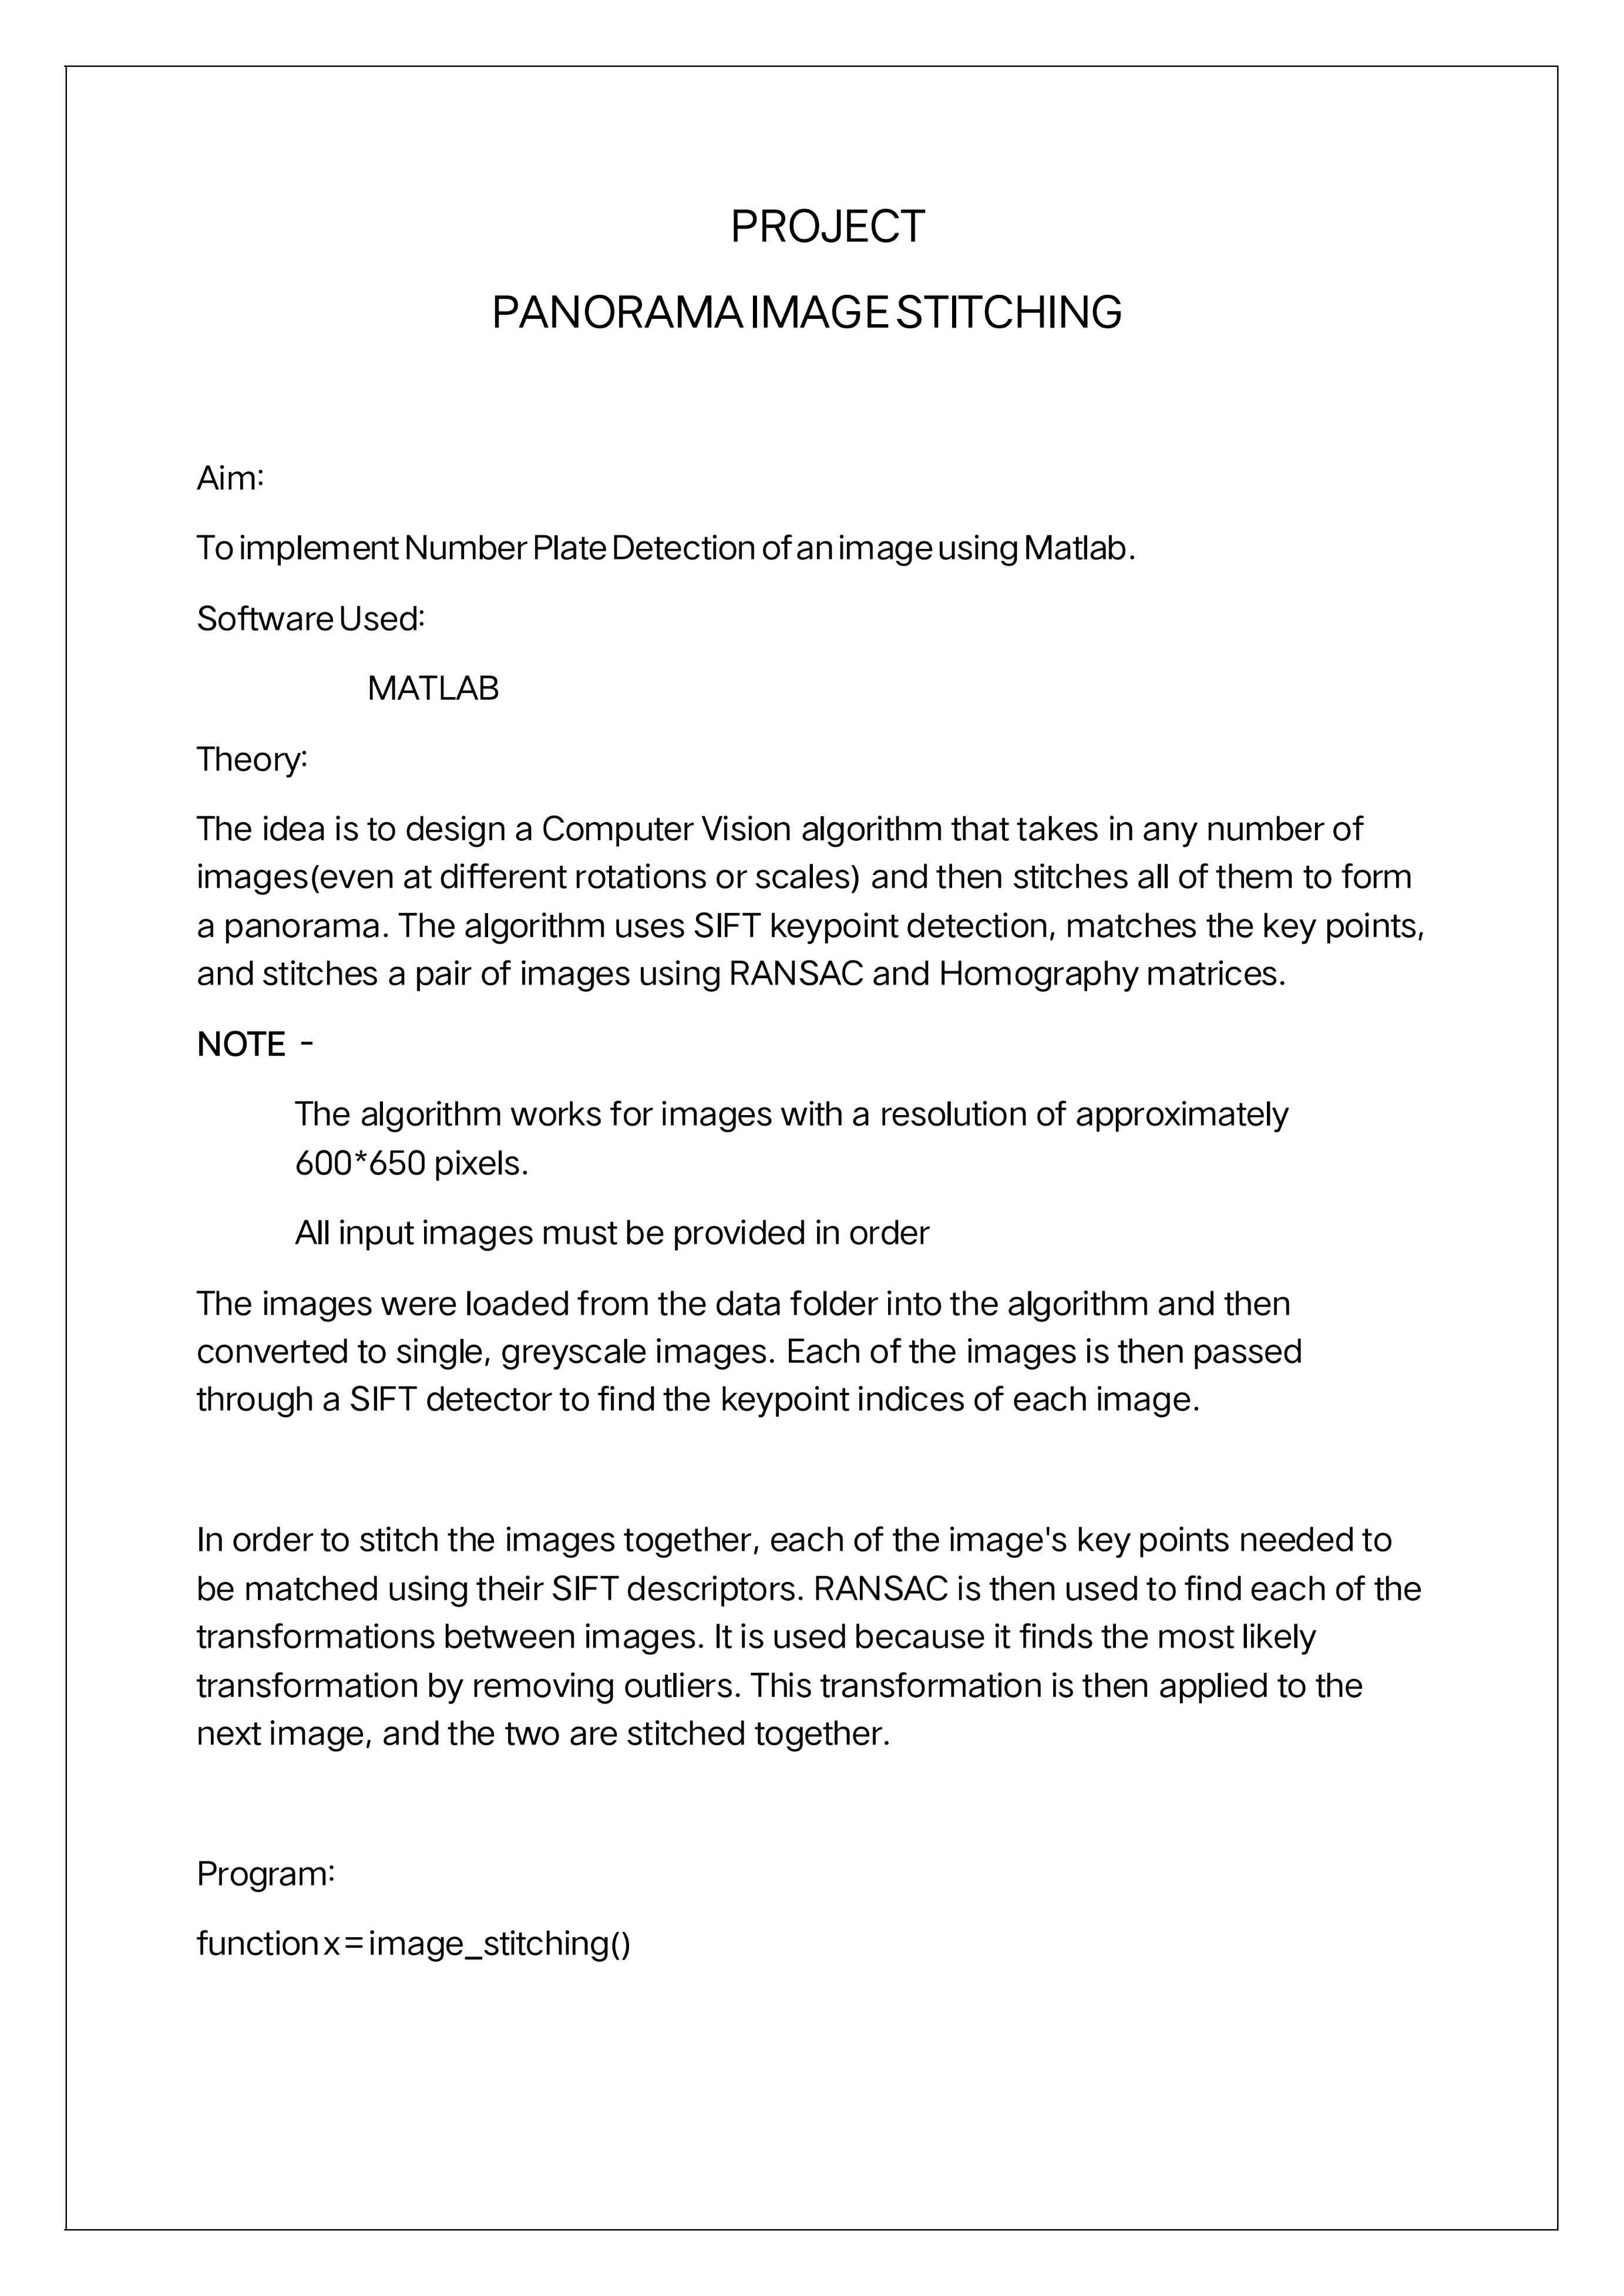 PROJECT
PANORAMA IMAGE STITCHING
Aim:
To implement Number Plate Detection of an image using Matlab.
Software Used:
MATLAB
Theory:
The idea is to design a Computer Vision algorithm that takes in any number of
images(even at different rotations or scales) and then stitches all of them to form
a panorama. The algorithm uses SIFT keypoint detection, matches the key points,
and stitches a pair of images using RANSAC and Homography matrices.
NOTE -
The algorithm works for images with a resolution of approximately
600*650 pixels.
All input images must be provided in order
The images were loaded from the data folder into the algorithm and then
converted to single, greyscale images. Each of the images is then passed
through a SIFT detector to find the keypoint indices of each image.
In order to stitch the images together, each of the image's key points needed to
be matched using their SIFT descriptors. RANSAC is then used to find each of the
transformations between images. It is used because it finds the most likely
transformation by removing outliers. This transformation is then applied to the
next image, and the two are stitched together.
Program:
function x = image_stitching()